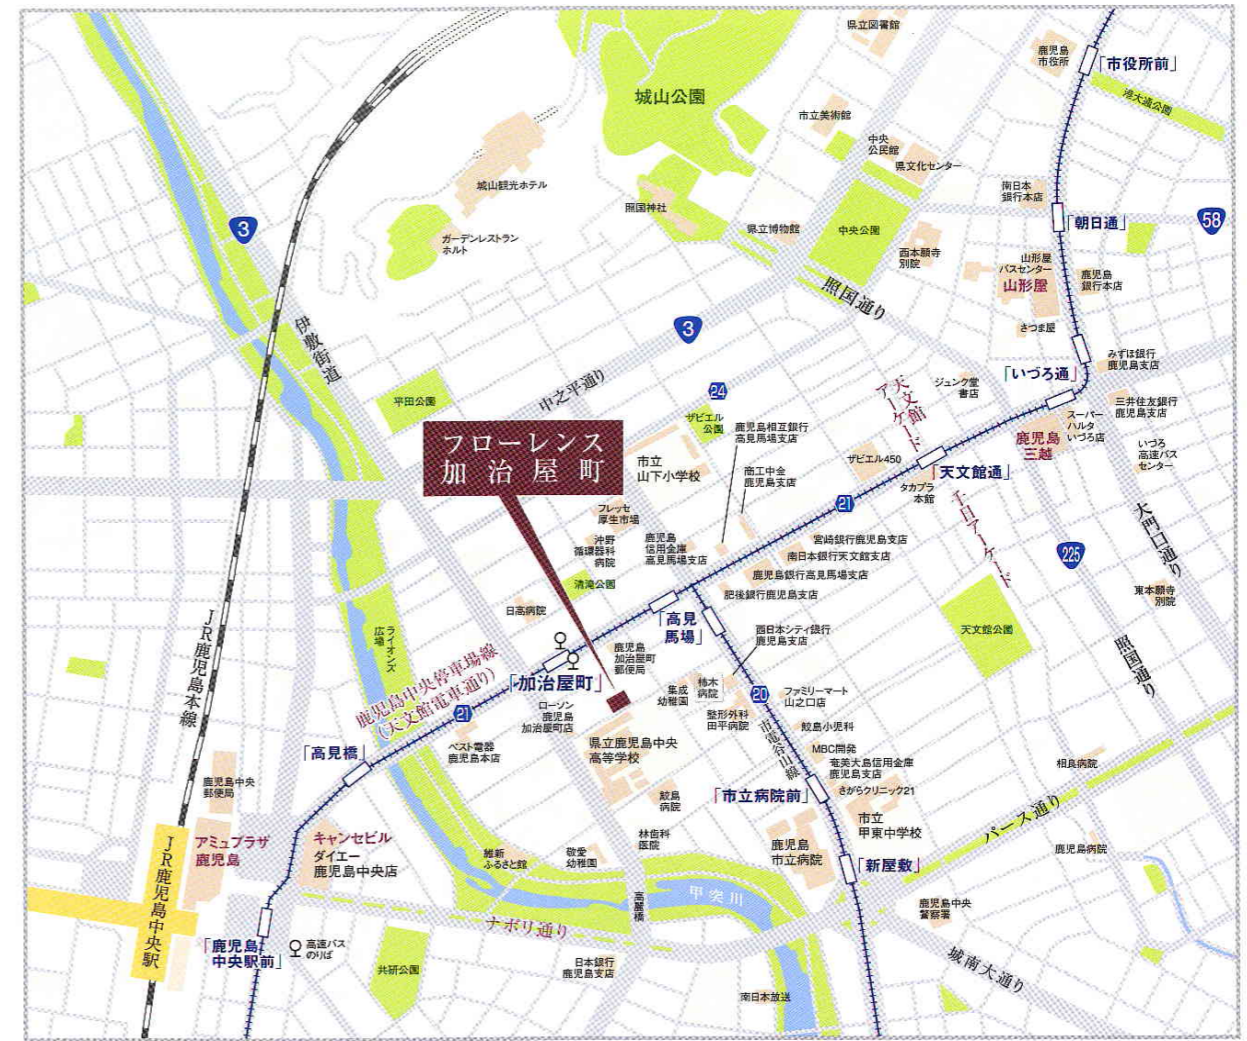 県立図書館
鹿児島
市役所
「市役所前」
港大通公園
城山公園
市立美術館
中央
公民館
県文化センター
城山観光ホテル
南日本
銀行本店
照国神社
「朝日通」
58
3
県立博物館
中央公園
ガーデンレストラン
ホルト
西本願寺
別院
山形屋
バスセンター
山形屋
鹿児島
銀行本店
照国通り
さつま屋
3
伊敷街道
みずほ銀行
鹿児島支店
「いづろ通」
中之平通り
ジュンク堂
書店
天文館
アーケード
24
平田公園
ザビエル
公園
三井住友銀行
鹿児島支店
スーパー
ハルタ
いづろ店
鹿児島相互銀行
高見馬場支店
フローレンス
加治屋町
鹿児島
三越
いづろ
高速バス
センター
市立
山下小学校
ザビエル450
商工中金
鹿児島支店
「天文館通」
タカプラ
本館
21
千日アーケード
大門口通り
フレッセ
厚生市場
沖野
循環器科
病院
鹿児島
信用金庫
高見馬場支店
宮崎銀行鹿児島支店
南日本銀行天文館支店
225
鹿児島銀行高見馬場支店
清滝公園
肥後銀行鹿児島支店
東本願寺
別院
日高病院
「高見
馬場」
西日本シティ銀行
鹿児島支店
天文館公園
ライオンズ
広場
JR鹿児島本線
鹿児島
加治屋町
郵便局
照国通り
鹿児島中央停車場線
(天文館電車通り)
「加治屋町」
集成
幼稚園
柿木
病院
20
ファミリーマート
山之口店
21
ローソン
鹿児島
加治屋町店
整形外科
田平病院
鮫島小児科
市電谷山線
「高見橋」
ベスト電器
鹿児島本店
県立鹿児島中央
高等学校
MBC開発
奄美大島信用金庫
鹿児島支店
相良病院
鹿児島中央
郵便局
「市立病院前」
さがらクリニック21
鮫島
病院
パース通り
市立
甲東中学校
アミュプラザ
鹿児島
キャンセビル
ダイエー
鹿児島中央店
林歯科
医院
鹿児島
市立病院
鹿児島病院
維新
ふるさと館
敬愛
幼稚園
「新屋敷」
JR鹿児島中央駅
甲突川
高麗橋
鹿児島中央
警察署
ナポリ通り
「鹿児島
中央駅前」
高速バス
のりば
城南大通り
共研公園
日本銀行
鹿児島支店
南日本放送